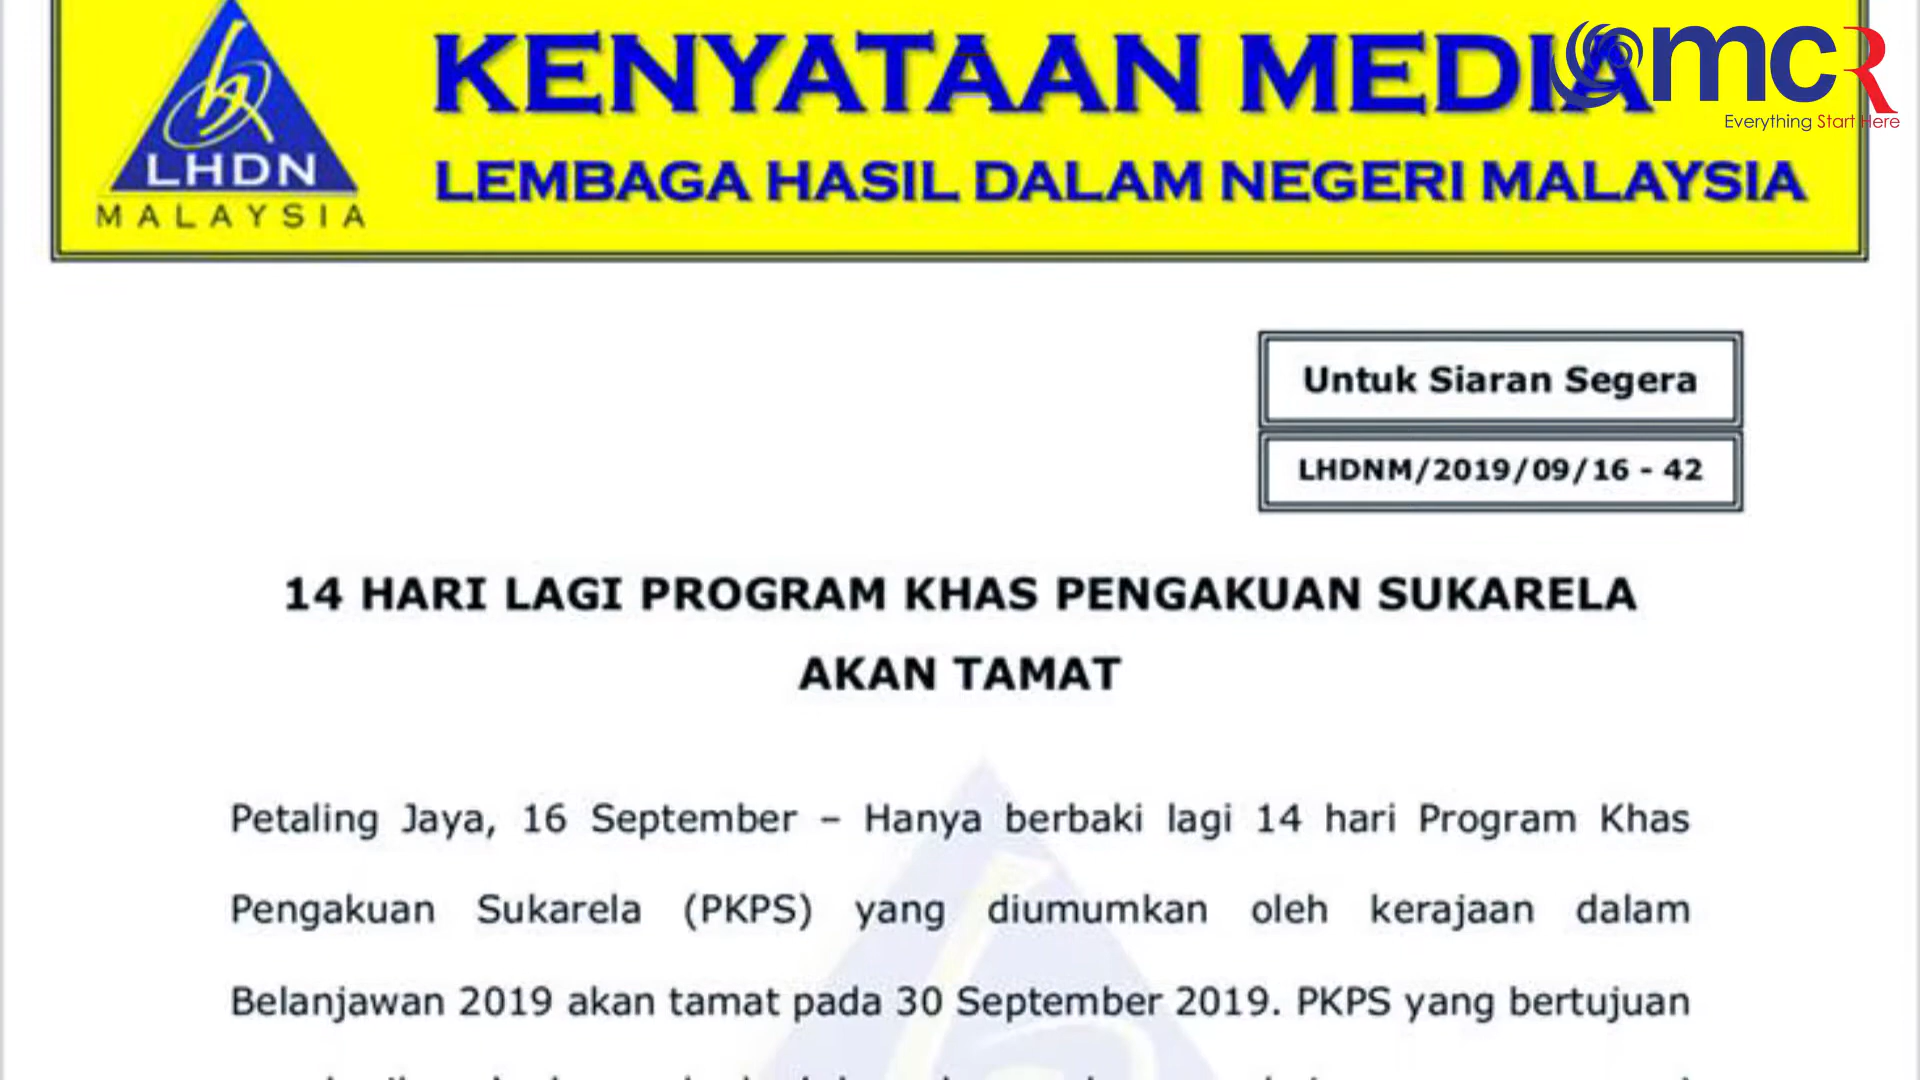 KENYATAAN MEDIA
mcR
Everything Start Here
LHDN
MALAYSIA
LEMBAGA HASIL DALAM NEGERI MALAYSIA
Untuk Siaran Segera
LHDNM/2019/09/16 - 42
14 HARI LAGI PROGRAM KHAS PENGAKUAN SUKARELA
AKAN TAMAT
Petaling Jaya, 16 September – Hanya berbaki lagi 14 hari Program Khas
Pengakuan Sukarela (PKPS) yang diumumkan oleh kerajaan dalam
Belanjawan 2019 akan tamat pada 30 September 2019. PKPS yang bertujuan